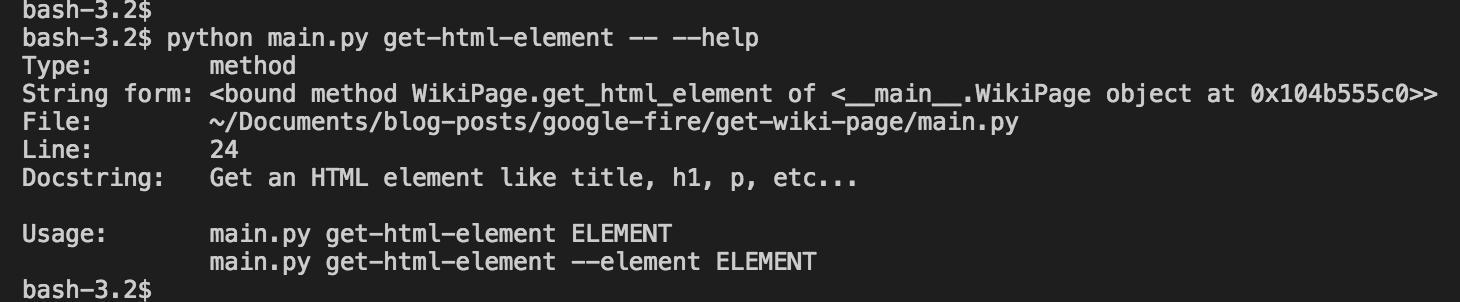 bash-3.2$
bash-3.2$ python main.py get-html-element -- --help
Type:        method
String form: <bound method WikiPage.get_html_element of <__main__.WikiPage object at 0x104b555c0>>
File:        ~/Documents/blog-posts/google-fire/get-wiki-page/main.py
Line:        24
Docstring:   Get an HTML element like title, h1, p, etc...

Usage:       main.py get-html-element ELEMENT
             main.py get-html-element --element ELEMENT
bash-3.2$